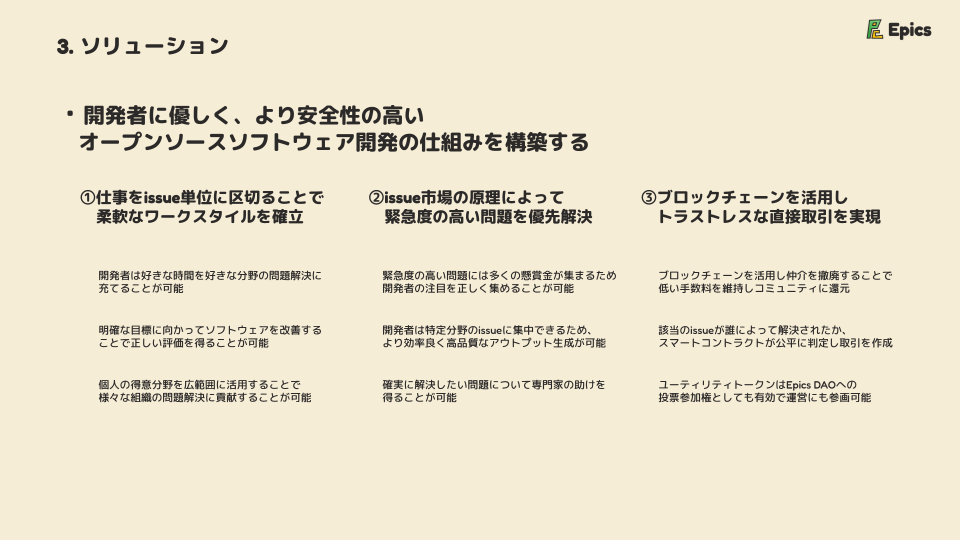 3. ソリューション
Epics
・開発者に優しく、より安全性の高い
オープンソースソフトウェア開発の仕組みを構築する
①仕事をissue単位に区切ることで
柔軟なワークスタイルを確立
開発者は好きな時間を好きな分野の問題解決に
充てることが可能
明確な目標に向かってソフトウェアを改善する
ことで正しい評価を得ることが可能
個人の得意分野を広範囲に活用することで
様々な組織の問題解決に貢献することが可能
②issue市場の原理によって
緊急度の高い問題を優先解決
緊急度の高い問題には多くの懸賞金が集まるため
開発者の注目を正しく集めることが可能
開発者は特定分野のissueに集中できるため、
より効率良く高品質なアウトプット生成が可能
確実に解決したい問題について専門家の助けを
得ることが可能
③ブロックチェーンを活用し
トラストレスな直接取引を実現
ブロックチェーンを活用し仲介を撤廃することで
低い手数料を維持しコミュニティに還元
該当のissueが誰によって解決されたか、
スマートコントラクトが公平に判定し取引を作成
ユーティリティトークンはEpics DAOへの
投票参加権としても有効で運営にも参画可能